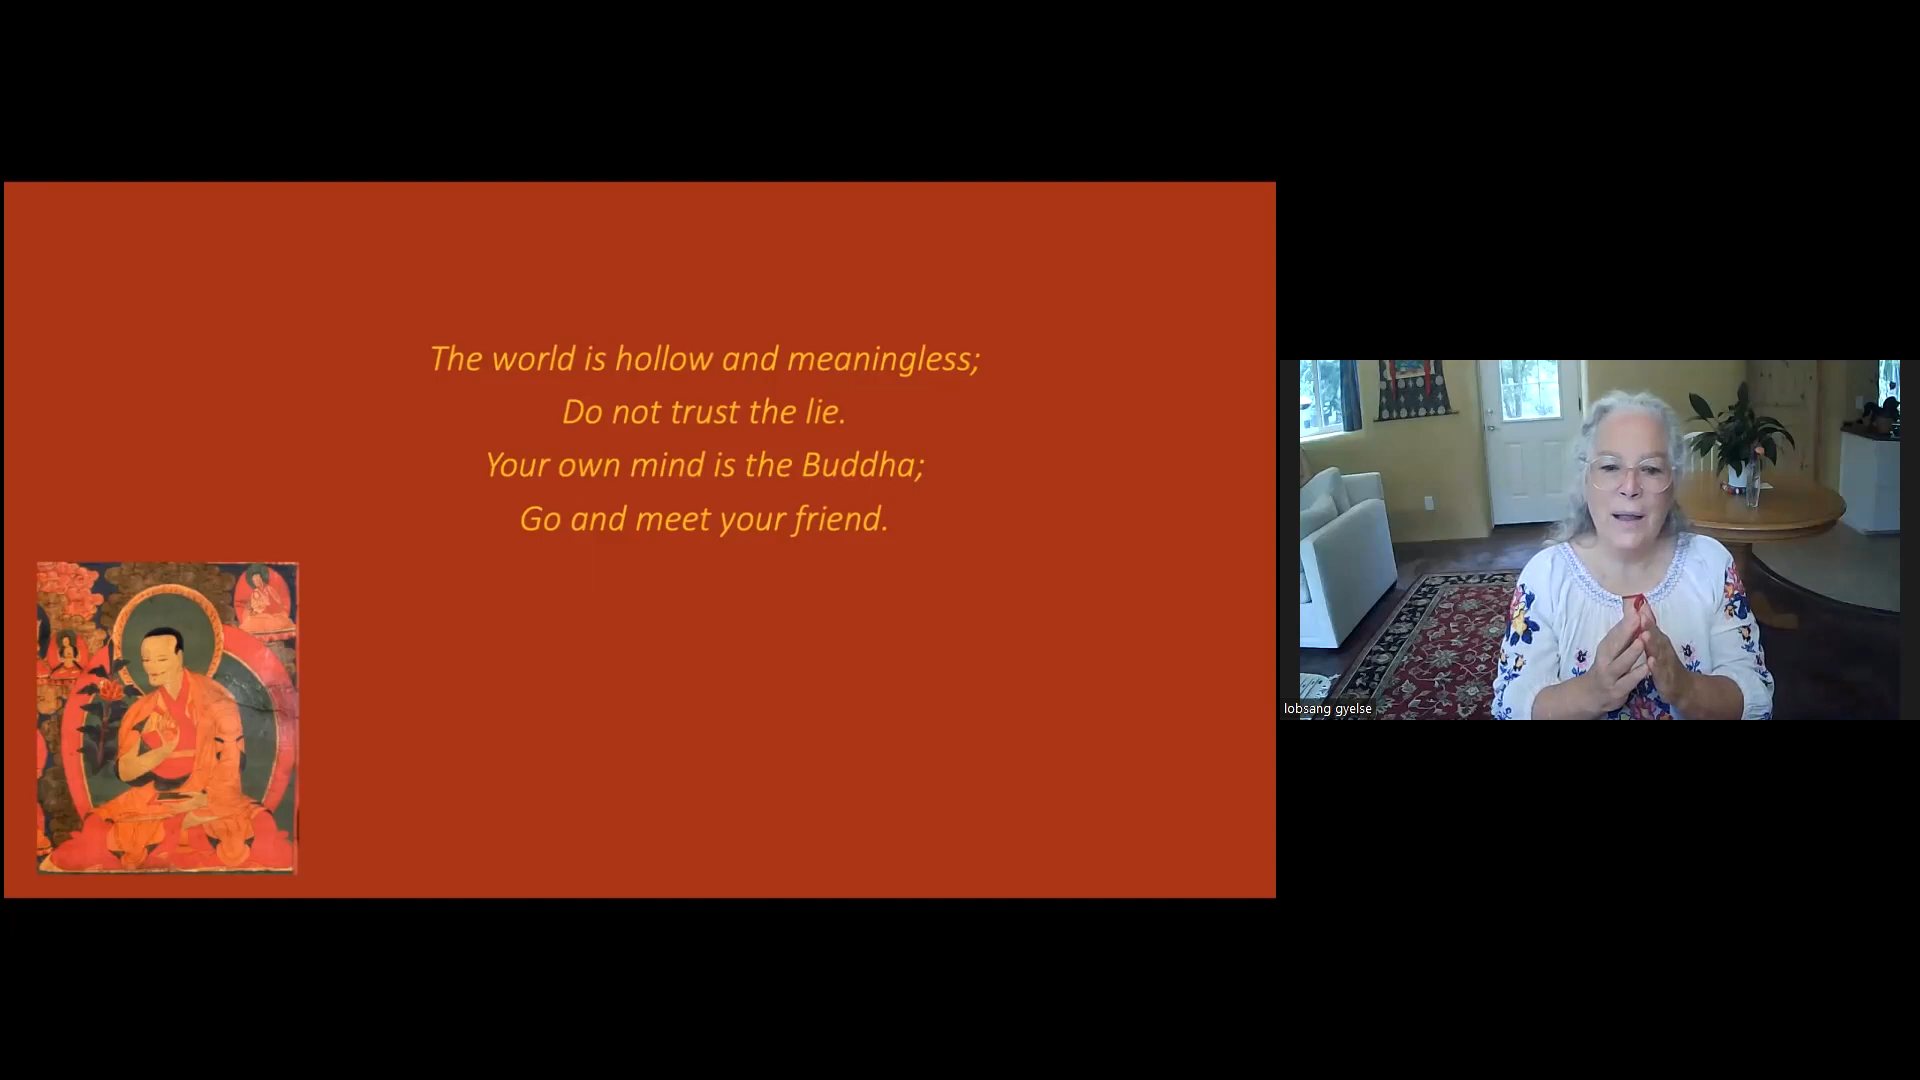 The world is hollow and meaningless;
Do not trust the lie.
Your own mind is the Buddha;
Go and meet your friend.
lobsang gyelse